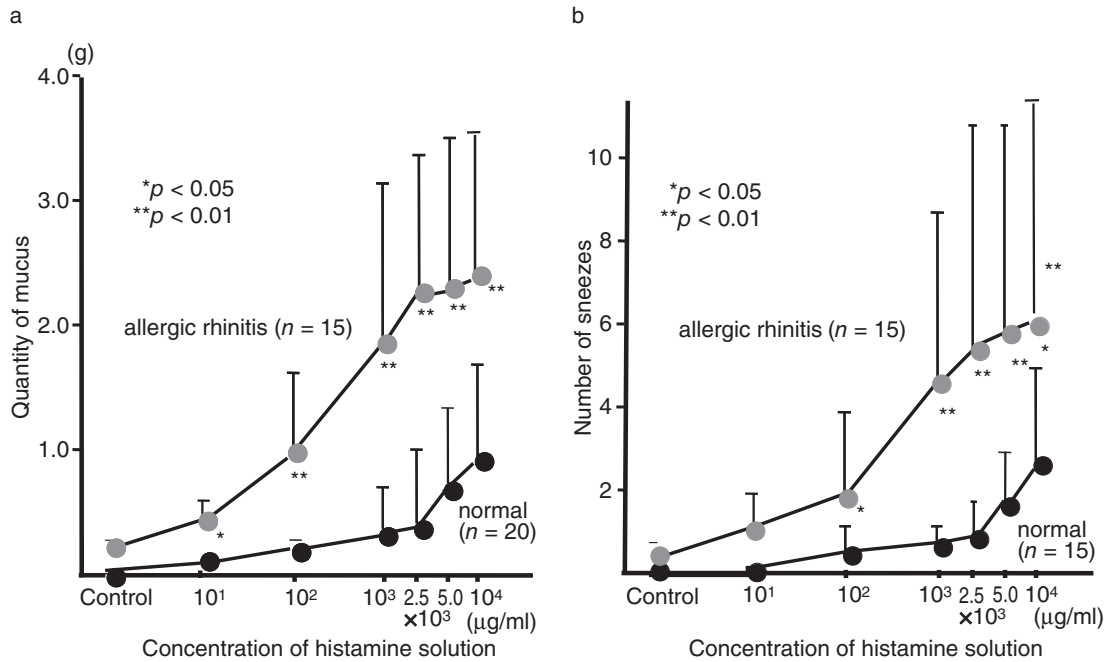 a
(g)
4.0
3.0
2.0
1.0
Quantity of mucus
*p < 0.05
**p < 0.01
allergic rhinitis (n = 15)
*
**
**
**
**
**
normal
(n = 20)
Control
10¹
10²
10³
2.5
5.0
10⁴
×10³
(μg/ml)
Concentration of histamine solution
b
10
8
6
4
2
Number of sneezes
*p < 0.05
**p < 0.01
allergic rhinitis (n = 15)
*
**
**
**
*
**
normal
(n = 15)
Control
10¹
10²
10³
2.5
5.0
10⁴
×10³
(μg/ml)
Concentration of histamine solution